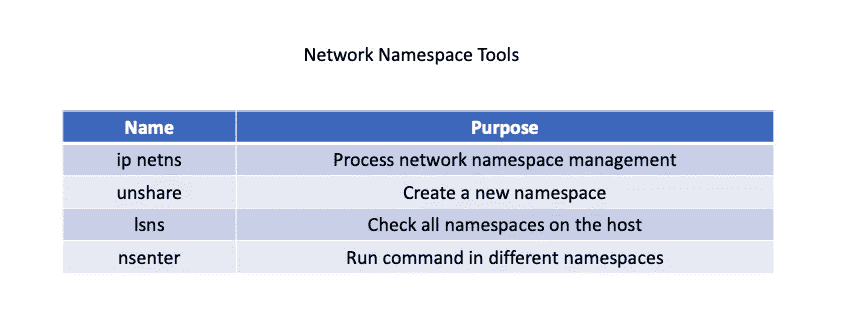 Network Namespace Tools
Name Purpose
ip netns Process network namespace management
unshare Create a new namespace
lsns Check all namespaces on the host
nsenter Run command in different namespaces